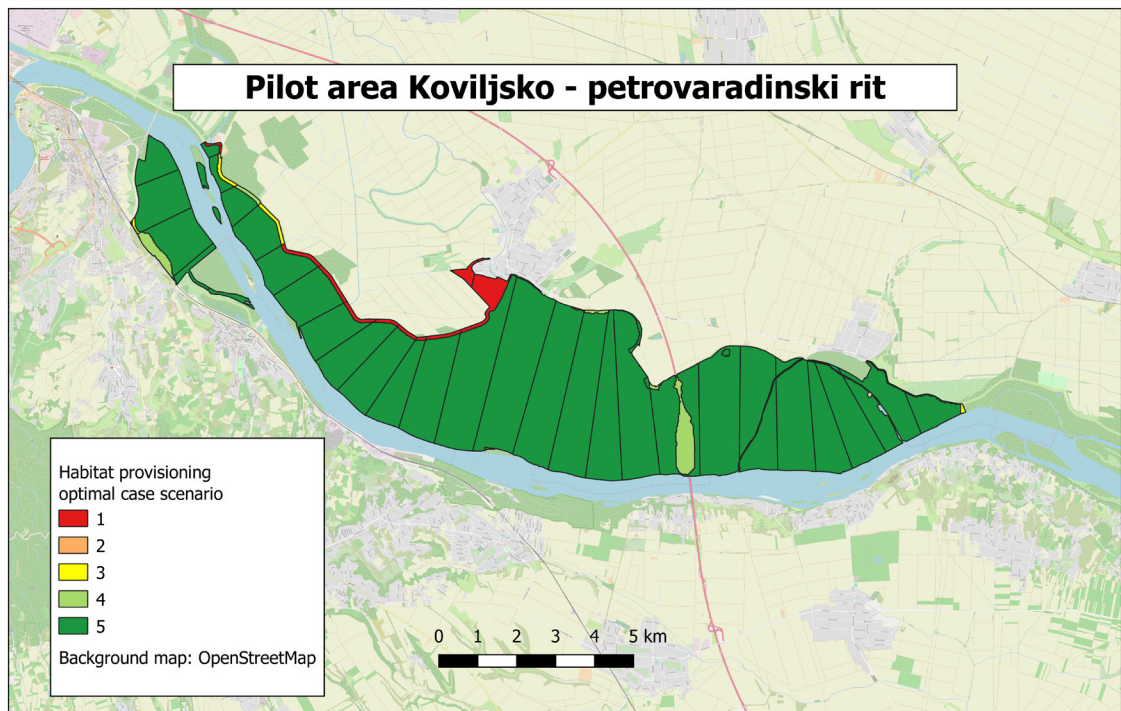 Pilot area Koviljsko - petrovaradinski rit
Habitat provisioning
optimal case scenario
1
2
3
4
5
Background map: OpenStreetMap
0 1 2 3 4 5 km